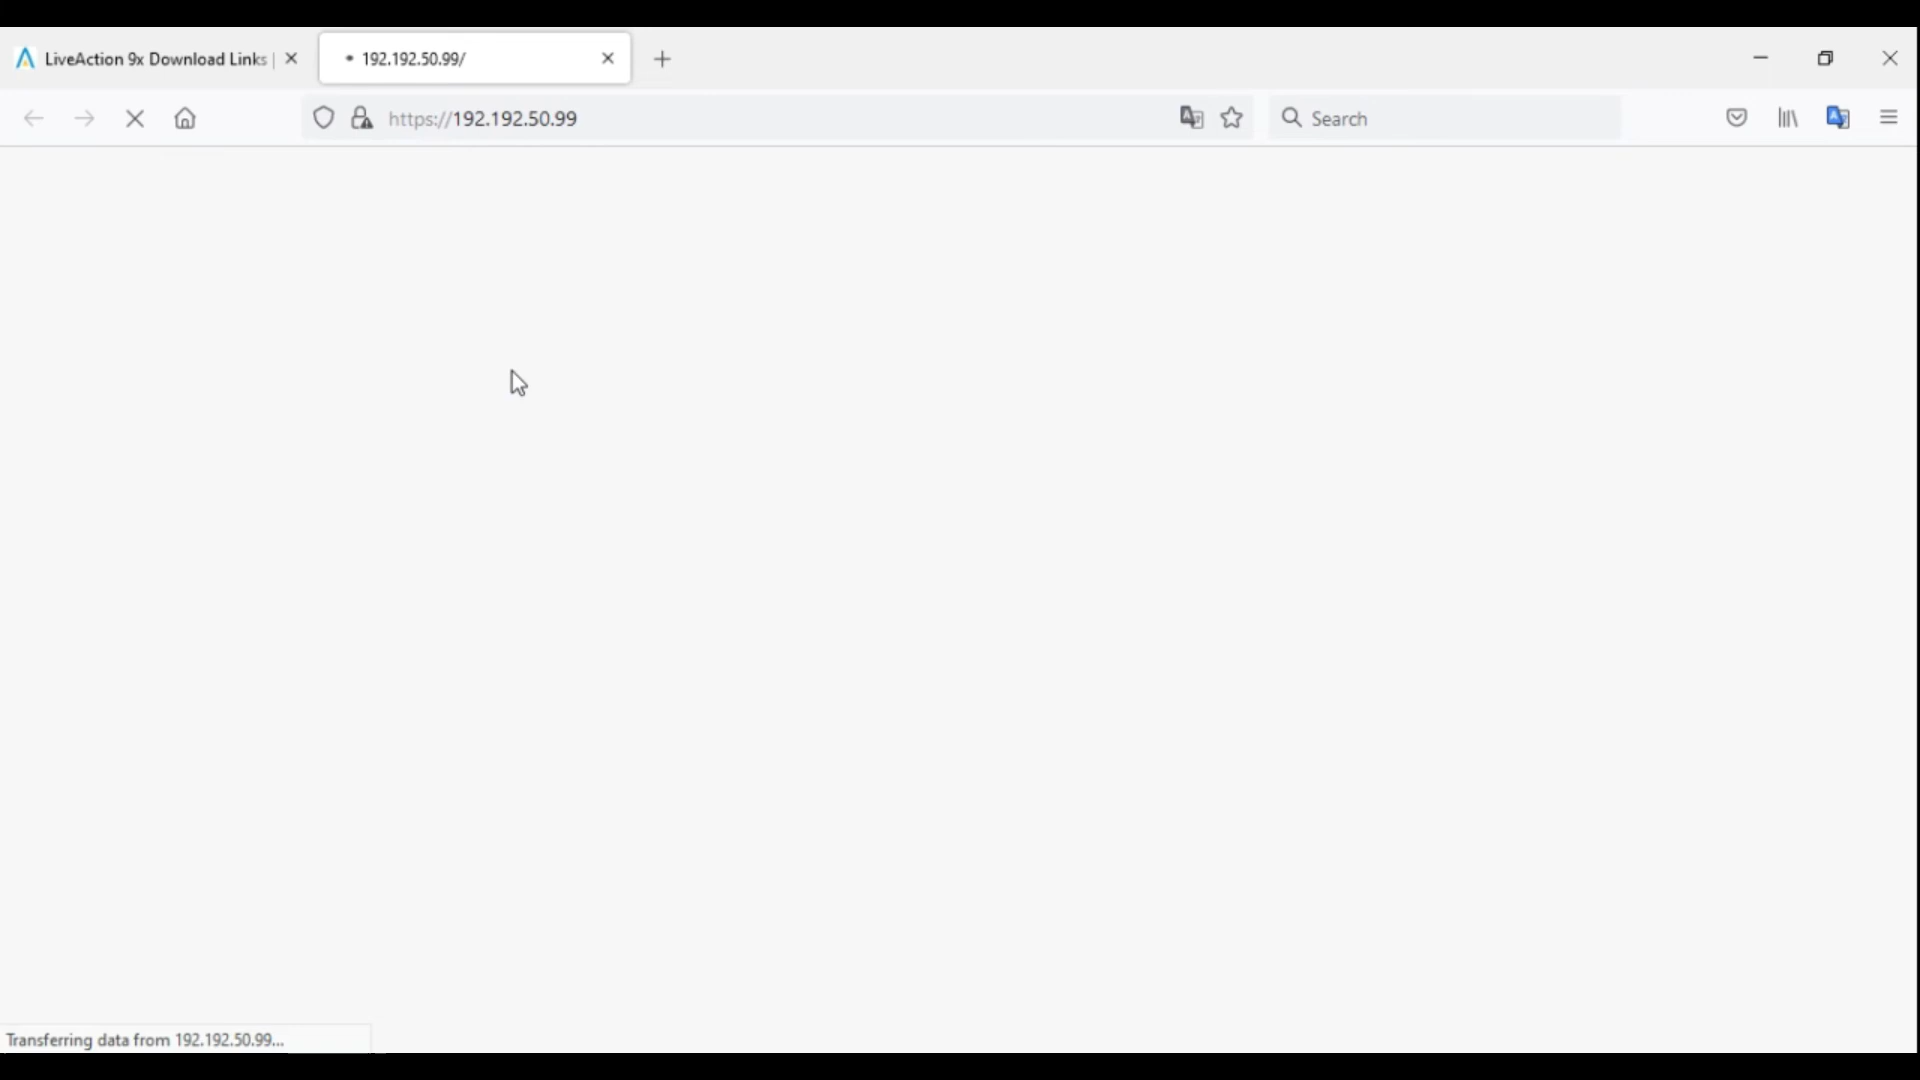 LiveAction 9x Download Links |
192.192.50.99/
https://192.192.50.99
Search
Transferring data from 192.192.50.99...